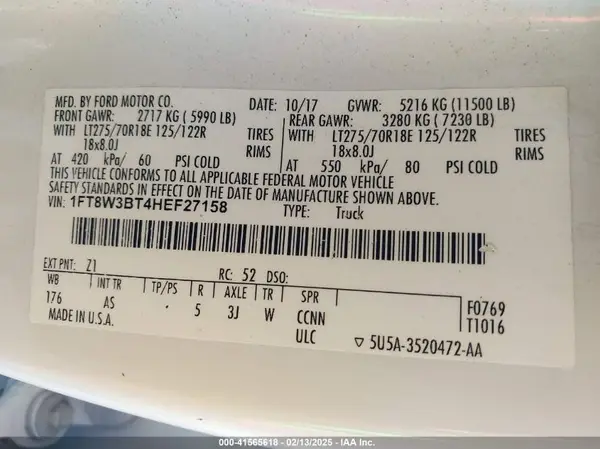 MFD. BY FORD MOTOR CO. DATE: 10/17 GVWR: 5216 KG (11500 LB)
FRONT GAWR: 2717 KG ( 5990 LB) REAR GAWR: 3280 KG ( 7230 LB)
WITH LT275/70R18E 125/122R TIRES WITH LT275/70R18E 125/122R TIRES
18x8.0J RIMS 18x8.0J RIMS
AT 420 kPa/ 60 PSI COLD AT 550 kPa/ 80 PSI COLD
THIS VEHICLE CONFORMS TO ALL APPLICABLE FEDERAL MOTOR VEHICLE
SAFETY STANDARDS IN EFFECT ON THE DATE OF MANUFACTURE SHOWN ABOVE.
VIN: 1FT8W3BT4HEF27158 TYPE: Truck
EXT PNT: Z1 RC: 52 DSO:
WB INT TR TP/PS R AXLE TR SPR F0769
176 AS . 5 3J W CCNN T1016
MADE IN U.S.A. ULC ▽ 5U5A-3520472-AA
000-41565618 - 02/13/2025 - IAA Inc.